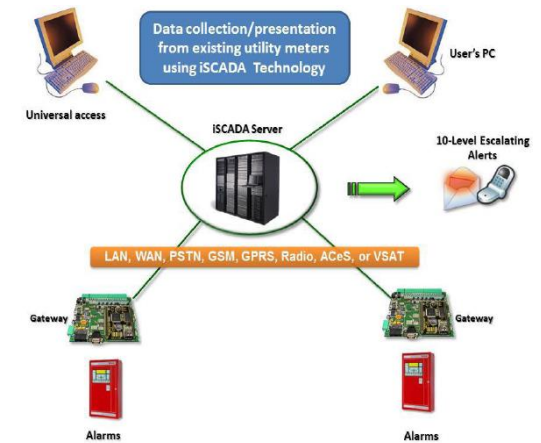 Data collection/presentation
from existing utility meters
using iSCADA Technology
User's PC
Universal access
iSCADA Server
10-Level Escalating
Alerts
LAN, WAN, PSTN, GSM, GPRS, Radio, ACeS, or VSAT
Gateway
Gateway
Alarms
Alarms